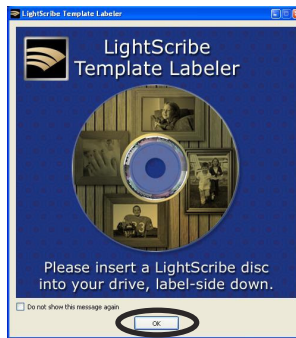 LightScribe Template Labeler
LightScribe
Template Labeler
Please insert a LightScribe disc
into your drive, label-side down.
Do not show this message again
OK